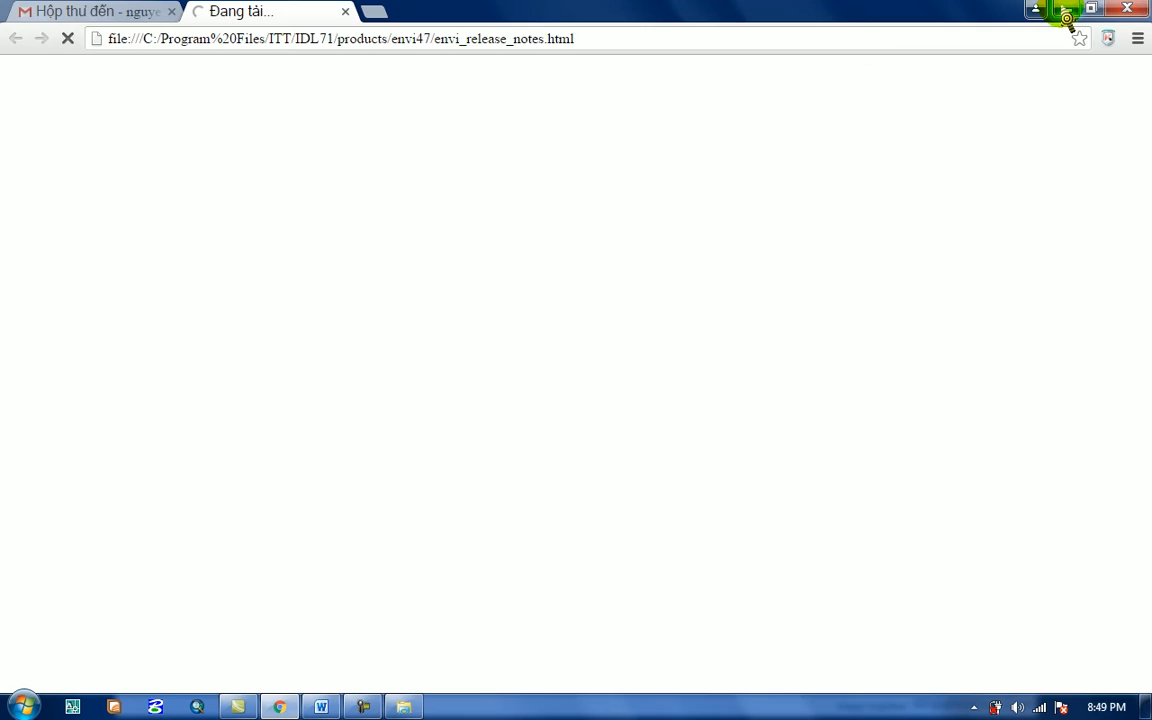 Hộp thư đến - nguye
Đang tải...
file:///C:/Program%20Files/ITT/IDL71/products/envi47/envi_release_notes.html
8:49 PM